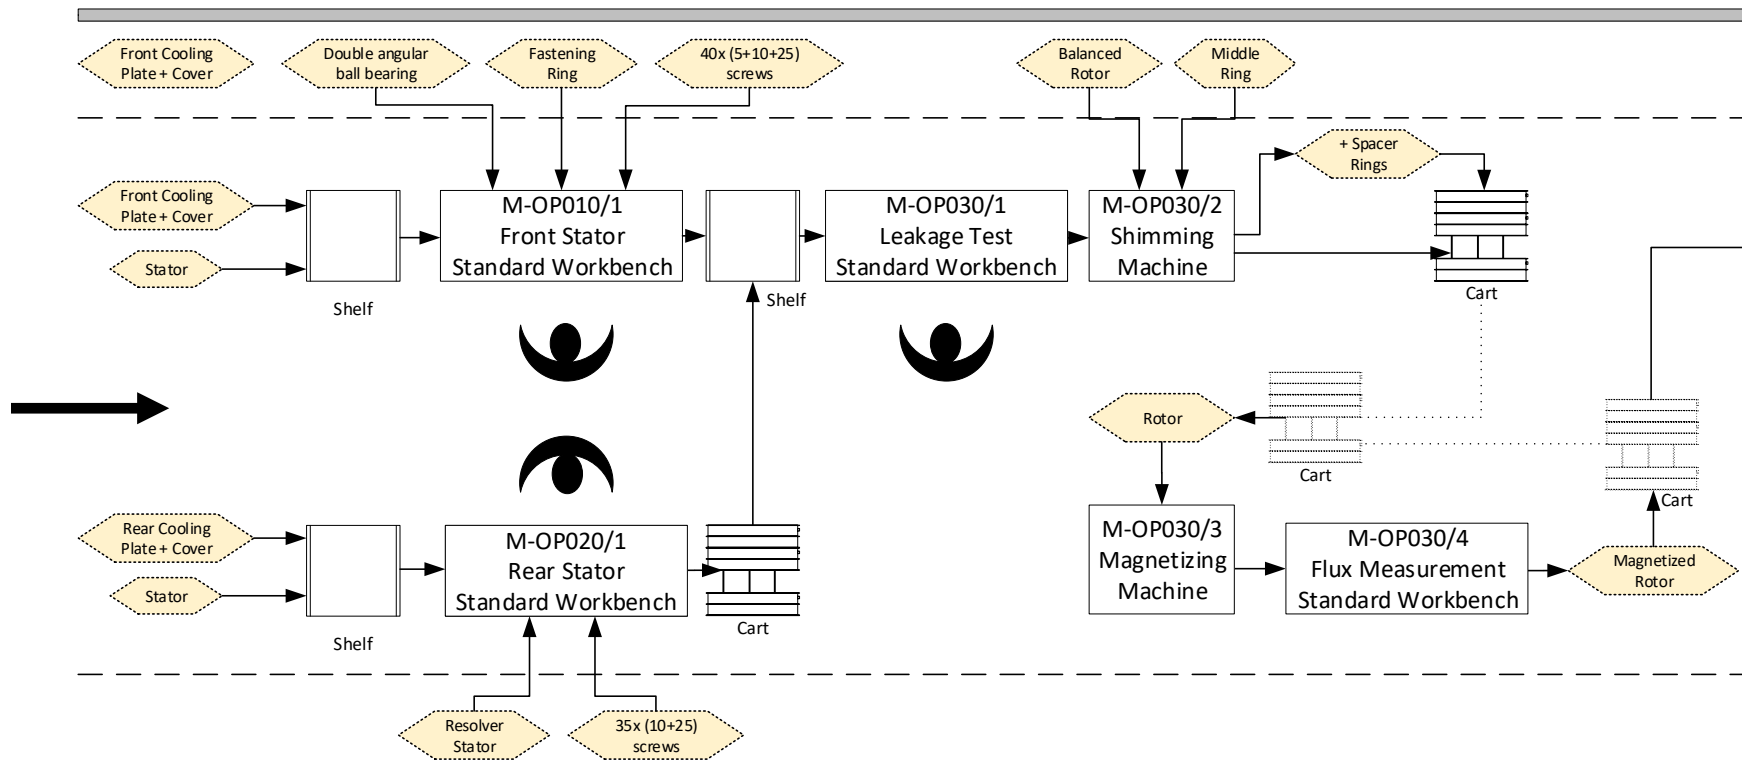 Front Cooling
Plate + Cover
Double angular
ball bearing
Fastening
Ring
40x (5+10+25)
screws
Balanced
Rotor
Middle
Ring
+ Spacer
Rings
Front Cooling
Plate + Cover
Stator
Shelf
M-OP010/1
Front Stator
Standard Workbench
Shelf
M-OP030/1
Leakage Test
Standard Workbench
M-OP030/2
Shimming
Machine
Cart
Rotor
Cart
Cart
Rear Cooling
Plate + Cover
Stator
Shelf
M-OP020/1
Rear Stator
Standard Workbench
Cart
M-OP030/3
Magnetizing
Machine
M-OP030/4
Flux Measurement
Standard Workbench
Magnetized
Rotor
Resolver
Stator
35x (10+25)
screws